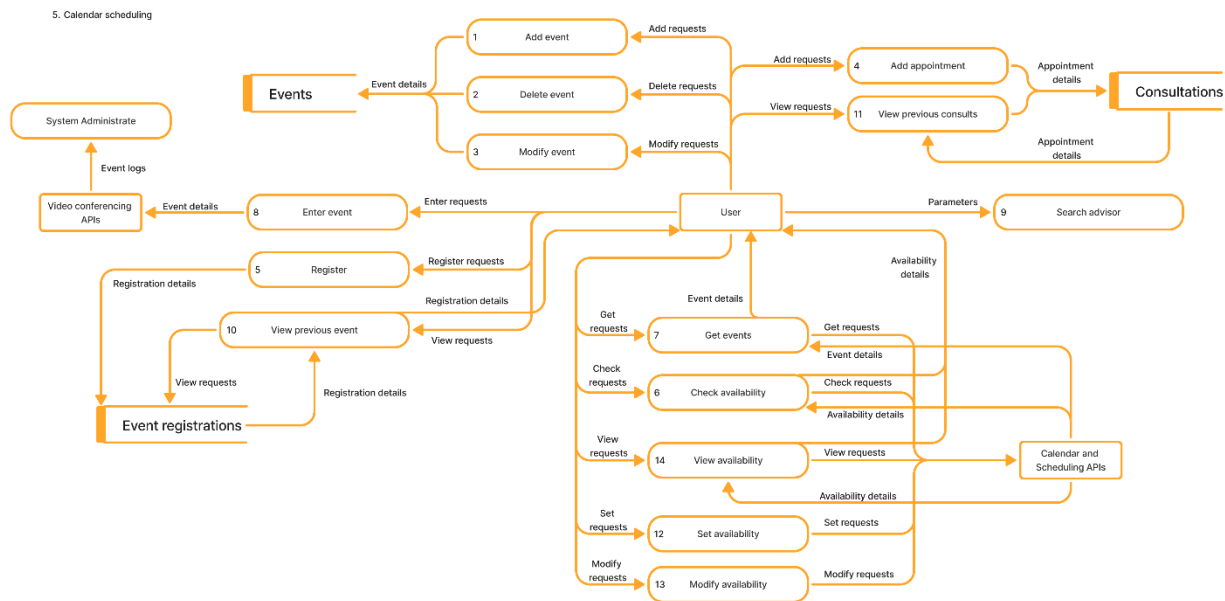 5. Calendar scheduling
1
Add event
Add requests
Event details
Events
2
Delete event
Delete requests
3
Modify event
Modify requests
Add requests
4
Add appointment
Appointment
details
View requests
11
View previous consults
Consultations
Appointment
details
System Administrate
Event logs
Video conferencing
APIs
Event details
8
Enter event
Enter requests
User
Parameters
9
Search advisor
Register requests
5
Register
Registration details
Registration details
10
View previous event
View requests
View requests
Registration details
Event registrations
Availability
details
Event details
Get
requests
7
Get events
Get requests
Event details
Check
requests
6
Check availability
Check requests
Availability details
View
requests
14
View availability
View requests
Calendar and
Scheduling APIs
Availability details
Set
requests
12
Set availability
Set requests
Modify
requests
13
Modify availability
Modify requests